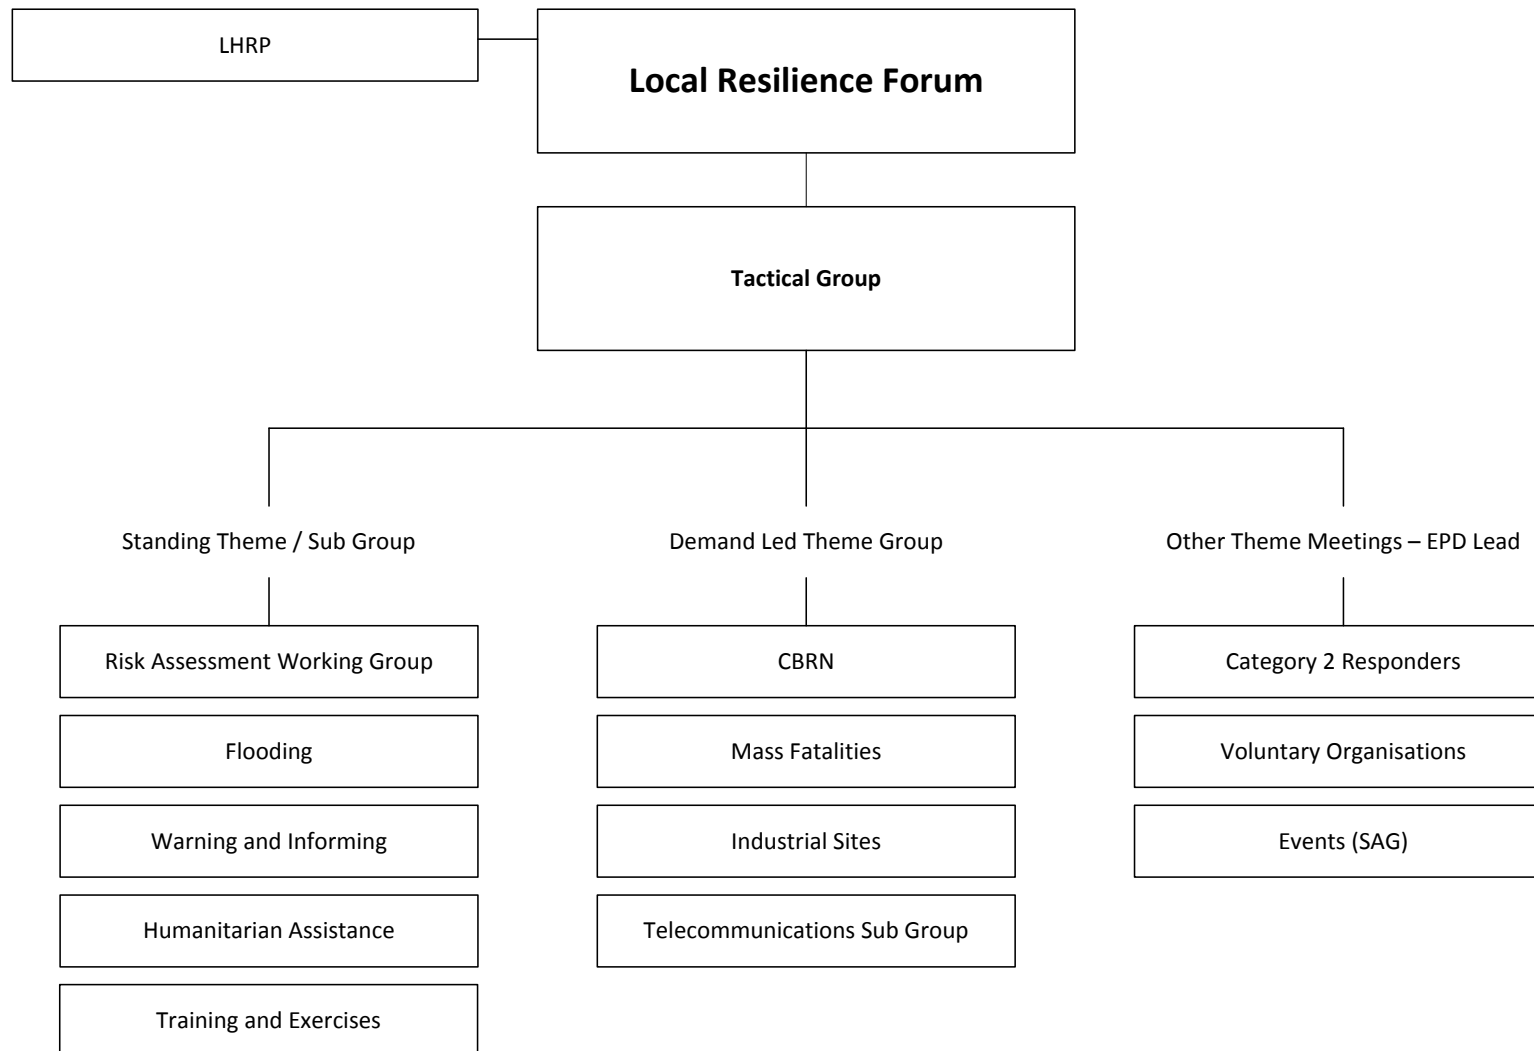 LHRP
Local Resilience Forum
Tactical Group
Standing Theme / Sub Group
Demand Led Theme Group
Other Theme Meetings – EPD Lead
Risk Assessment Working Group
CBRN
Category 2 Responders
Flooding
Mass Fatalities
Voluntary Organisations
Warning and Informing
Industrial Sites
Events (SAG)
Humanitarian Assistance
Telecommunications Sub Group
Training and Exercises